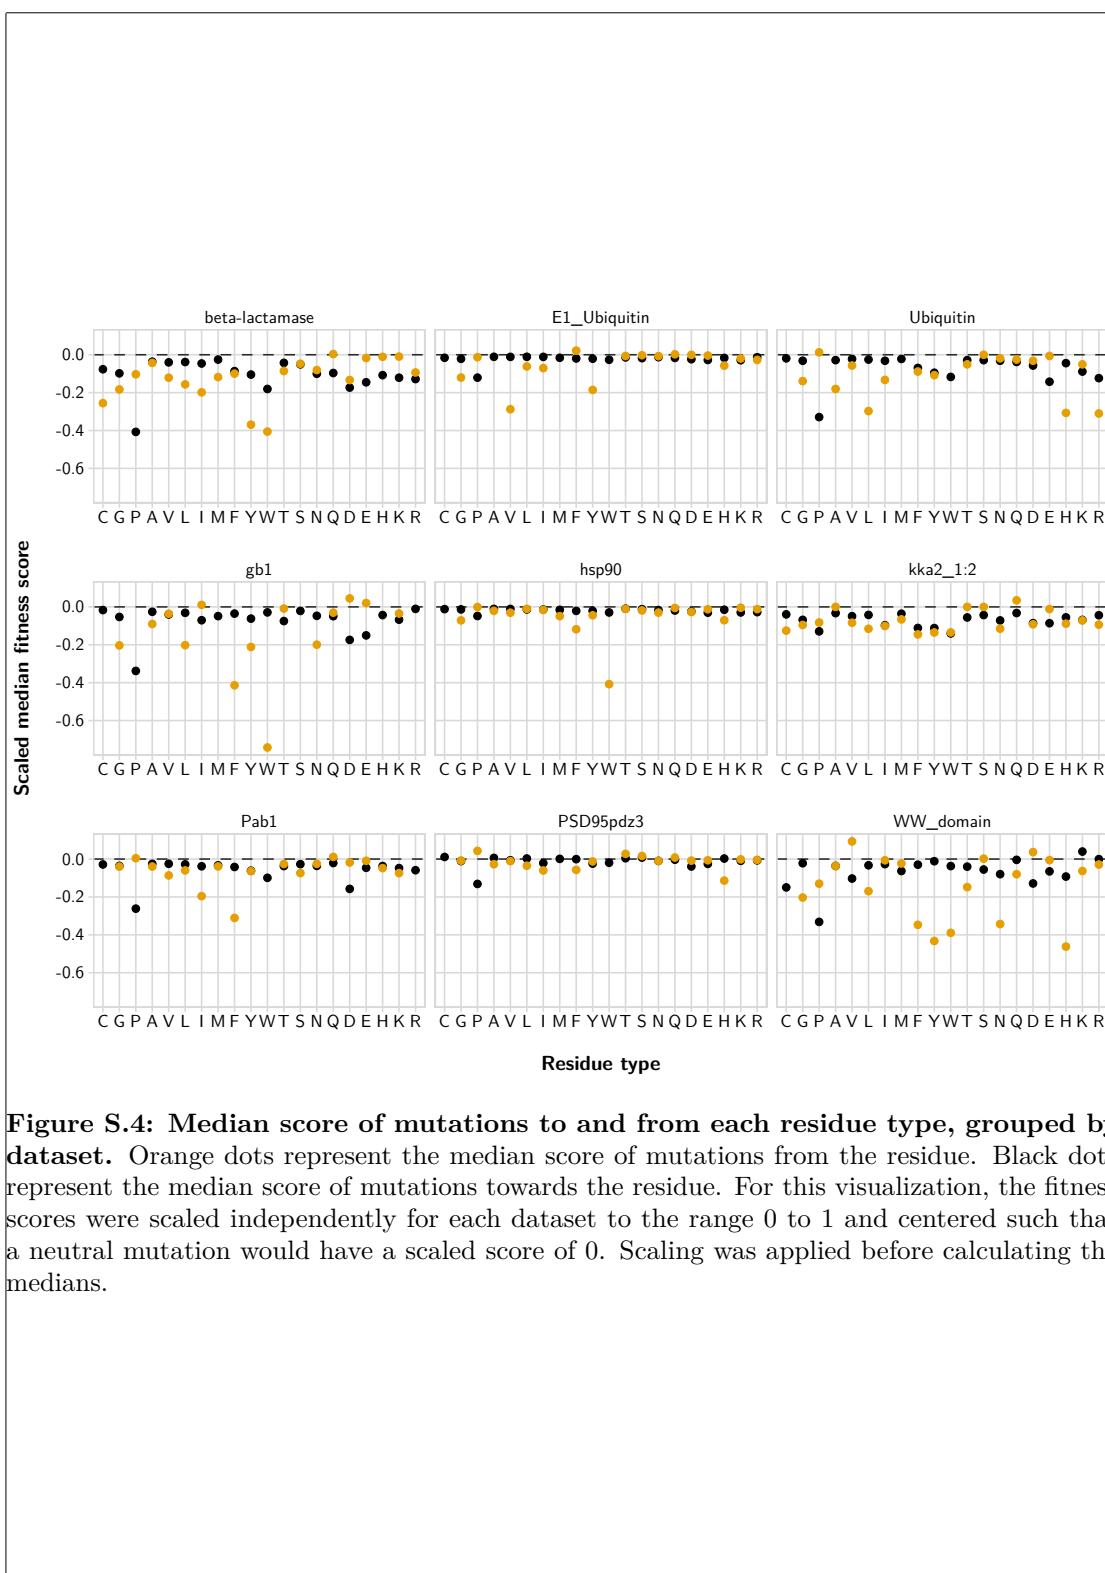 beta-lactamase E1_Ubiquitin Ubiquitin
0.0
-0.2
-0.4
-0.6
C G P A V L I M F Y W T S N Q D E H K R C G P A V L I M F Y W T S N Q D E H K R C G P A V L I M F Y W T S N Q D E H K R
gb1 hsp90 kka2_1:2
0.0
-0.2
-0.4
-0.6
C G P A V L I M F Y W T S N Q D E H K R C G P A V L I M F Y W T S N Q D E H K R C G P A V L I M F Y W T S N Q D E H K R
Scaled median fitness score
Pab1 PSD95pdz3 WW_domain
0.0
-0.2
-0.4
-0.6
C G P A V L I M F Y W T S N Q D E H K R C G P A V L I M F Y W T S N Q D E H K R C G P A V L I M F Y W T S N Q D E H K R
Residue type
Figure S.4: Median score of mutations to and from each residue type, grouped by
dataset. Orange dots represent the median score of mutations from the residue. Black dot
represent the median score of mutations towards the residue. For this visualization, the fitnes
scores were scaled independently for each dataset to the range 0 to 1 and centered such tha
a neutral mutation would have a scaled score of 0. Scaling was applied before calculating th
medians.